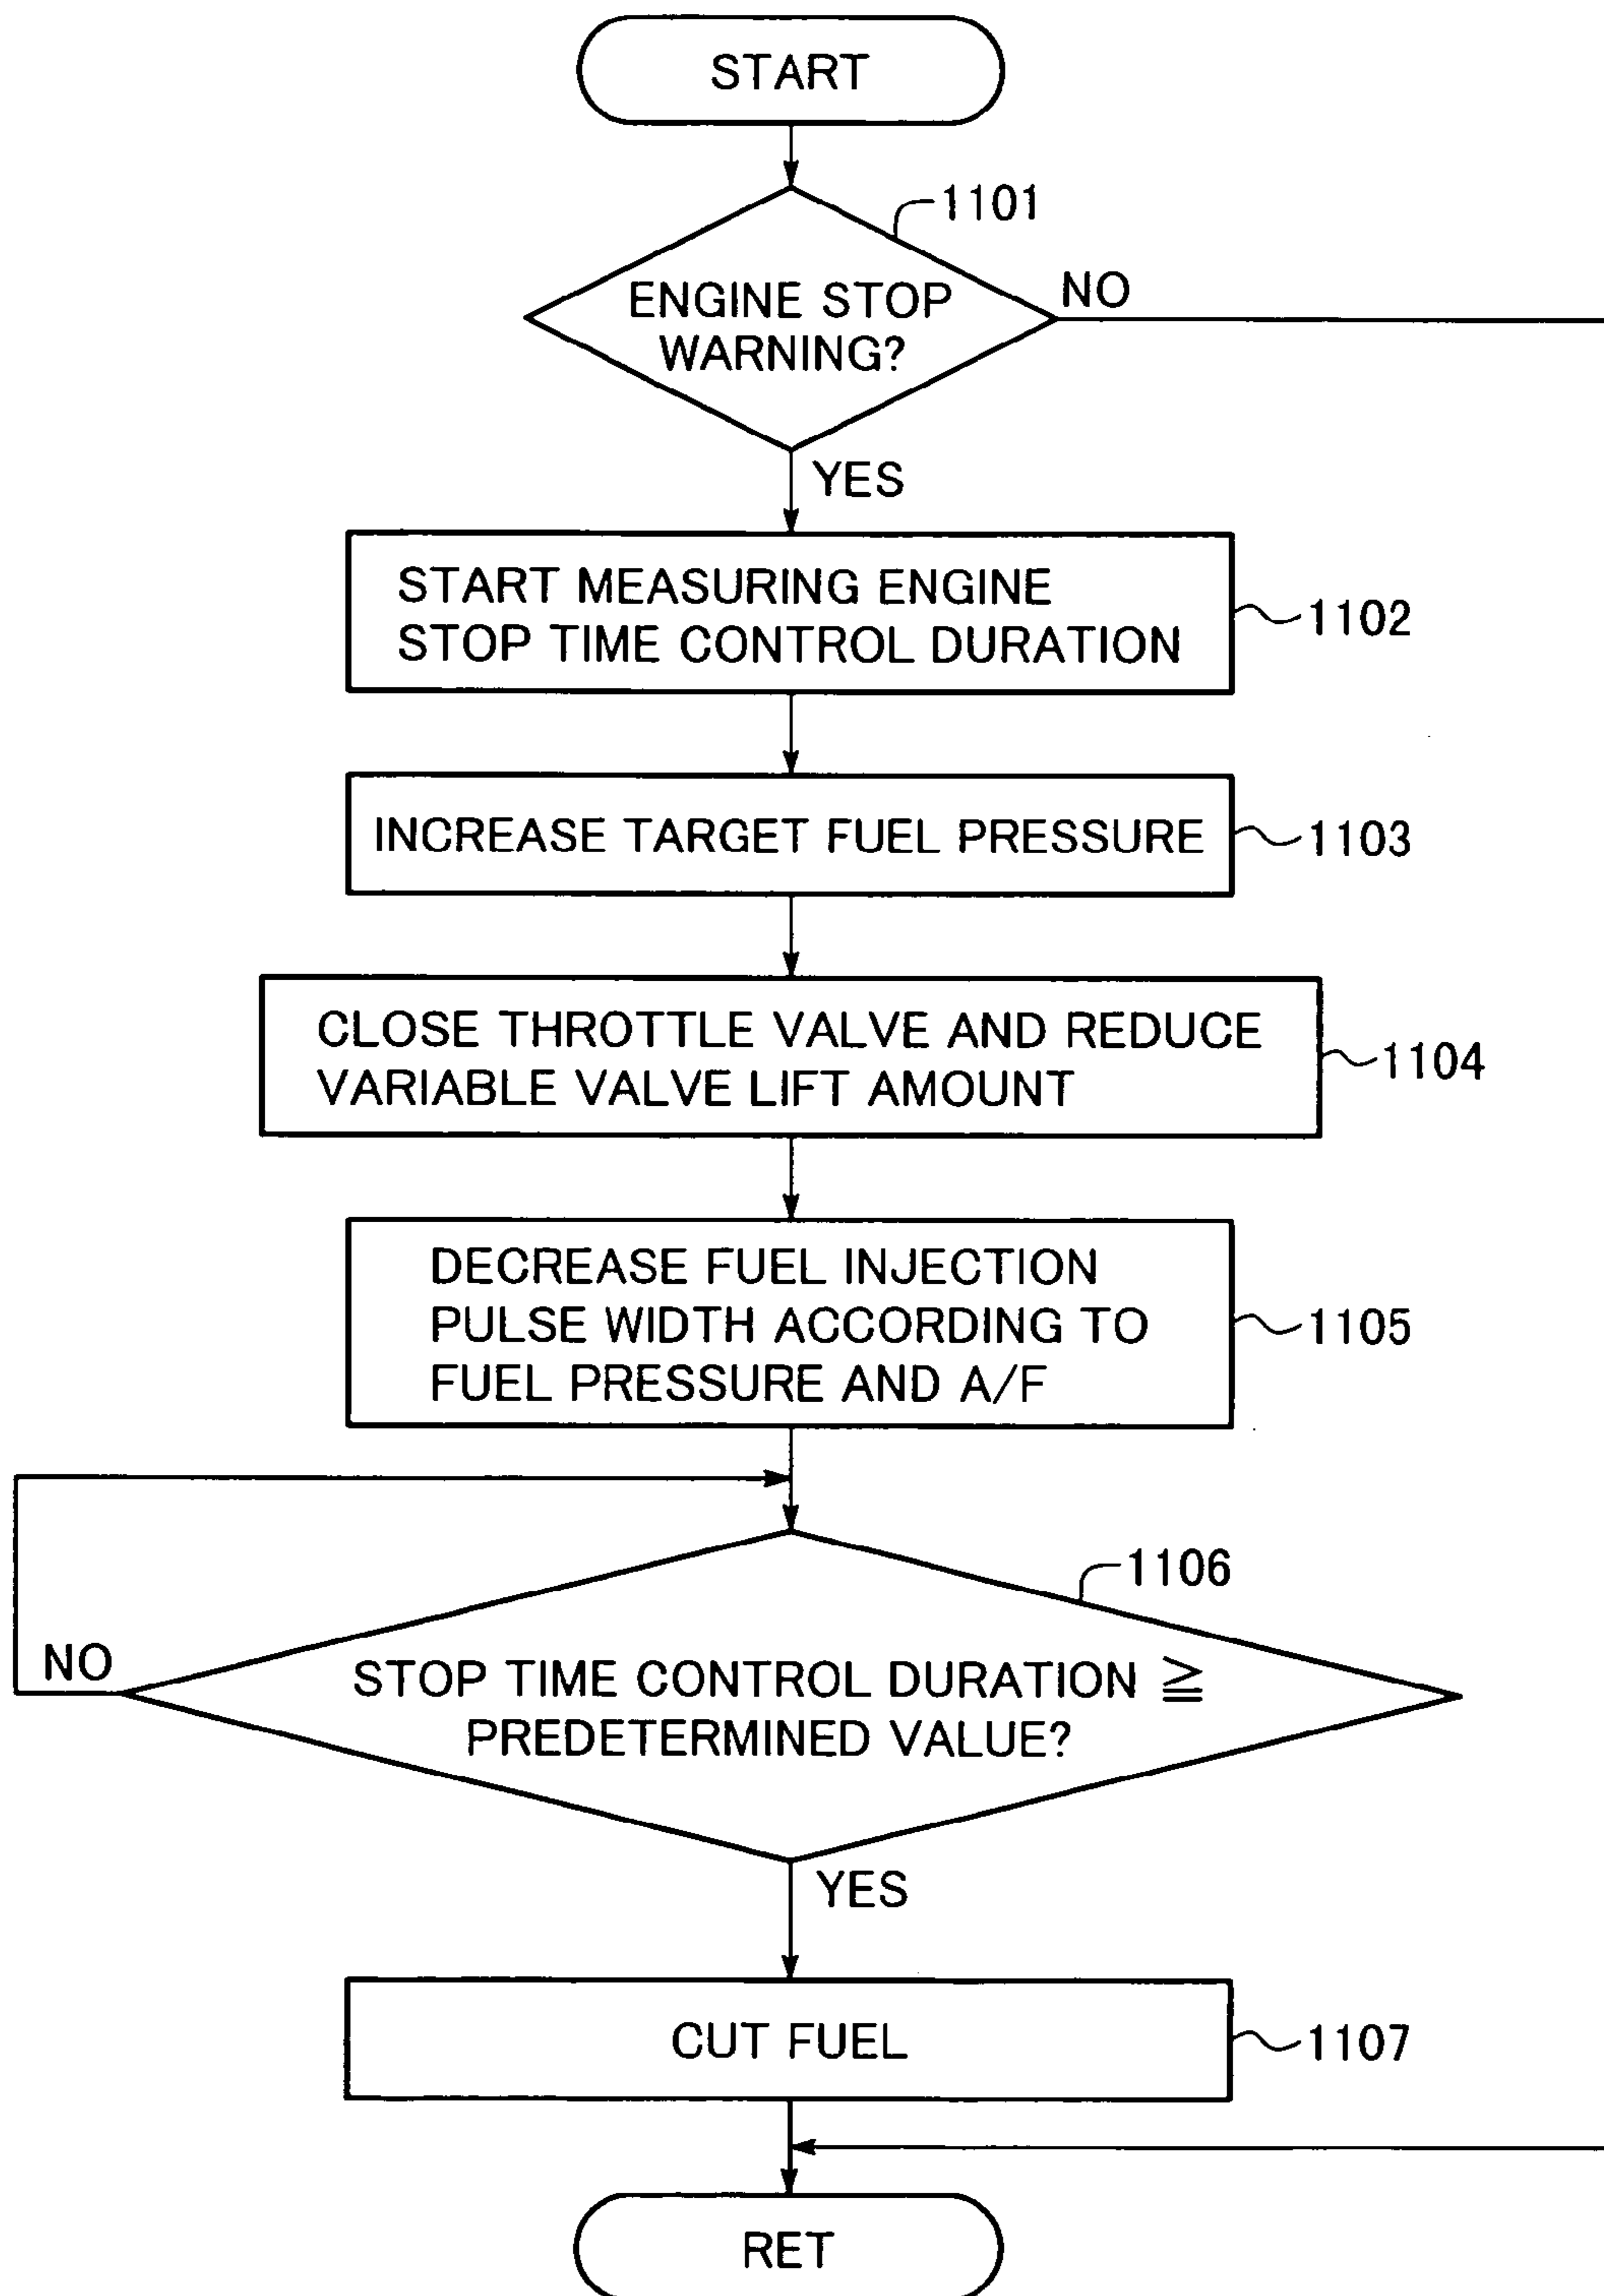 START
1101
ENGINE STOP
WARNING?
NO
YES
START MEASURING ENGINE
STOP TIME CONTROL DURATION
1102
INCREASE TARGET FUEL PRESSURE
1103
CLOSE THROTTLE VALVE AND REDUCE
VARIABLE VALVE LIFT AMOUNT
1104
DECREASE FUEL INJECTION
PULSE WIDTH ACCORDING TO
FUEL PRESSURE AND A/F
1105
1106
NO
STOP TIME CONTROL DURATION ≧
PREDETERMINED VALUE?
YES
CUT FUEL
1107
RET